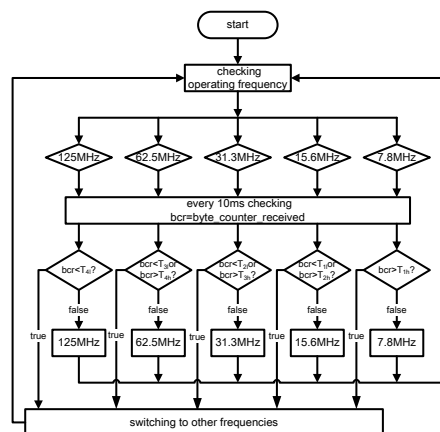 start
checking
operating frequency
125MHz
62.5MHz
31.3MHz
15.6MHz
7.8MHz
every 10ms checking
bcr=byte_counter_received
bcr<T4l?
bcr<T3l or
bcr>T4h?
bcr<T2l or
bcr>T3h?
bcr<T1l or
bcr>T2h?
bcr>T1h?
false
false
false
false
false
true
true
true
true
true
125MHz
62.5MHz
31.3MHz
15.6MHz
7.8MHz
switching to other frequencies